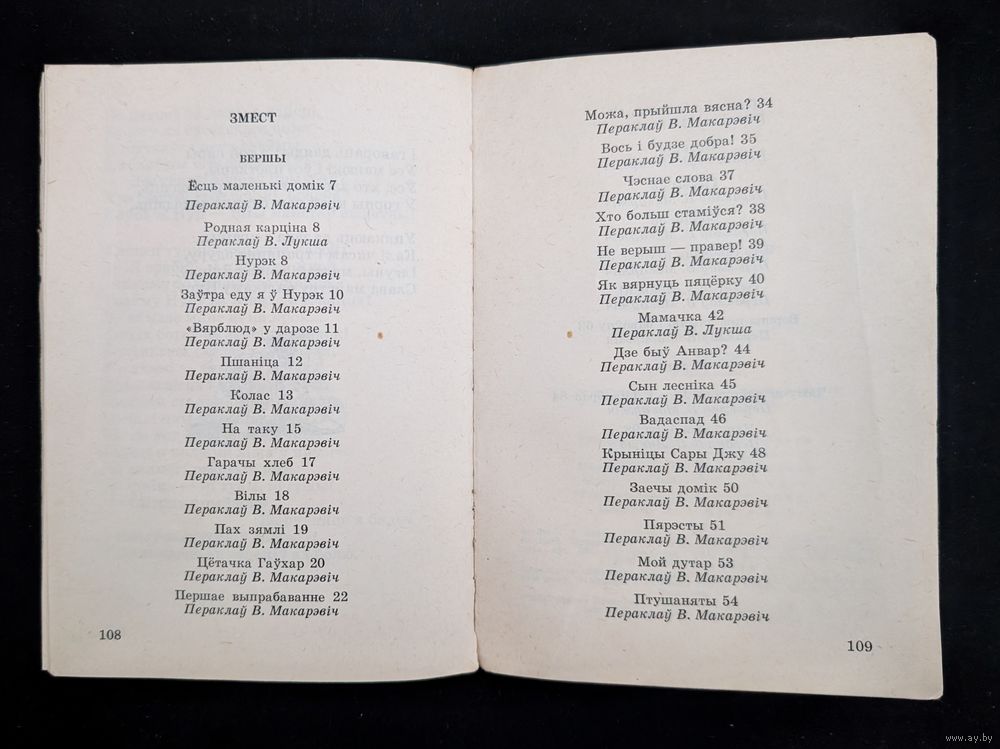 ЗМЕСТ
ВЕРШЫ
Ёсць маленькі домік 7
Пераклаў В. Макарэвіч
Родная карціна 8
Пераклаў В. Лукша
Нурэк 8
Пераклаў В. Макарэвіч
Заўтра еду я ў Нурэк 10
Пераклаў В. Макарэвіч
«Вярблюд» у дарозе 11
Пераклаў В. Макарэвіч
Пшаніца 12
Пераклаў В. Макарэвіч
Колас 13
Пераклаў В. Макарэвіч
На таку 15
Пераклаў В. Макарэвіч
Гарачы хлеб 17
Пераклаў В. Макарэвіч
Вілы 18
Пераклаў В. Макарэвіч
Пах зямлі 19
Пераклаў В. Макарэвіч
Цётачка Гаўхар 20
Пераклаў В. Макарэвіч
Першае выпрабаванне 22
Пераклаў В. Макарэвіч
108
Можа, прыйшла вясна? 34
Пераклаў В. Макарэвіч
Вось і будзе добра! 35
Пераклаў В. Макарэвіч
Чэснае слова 37
Пераклаў В. Макарэвіч
Хто больш стаміўся? 38
Пераклаў В. Макарэвіч
Не верыш — правер! 39
Пераклаў В. Макарэвіч
Як вярнуць пяцёрку 40
Пераклаў В. Макарэвіч
Мамачка 42
Пераклаў В. Лукша
Дзе быў Анвар? 44
Пераклаў В. Макарэвіч
Сын лесніка 45
Пераклаў В. Макарэвіч
Вадаспад 46
Пераклаў В. Макарэвіч
Крыніцы Сары Джу 48
Пераклаў В. Макарэвіч
Заечы домік 50
Пераклаў В. Макарэвіч
Пярэсты 51
Пераклаў В. Макарэвіч
Мой дутар 53
Пераклаў В. Макарэвіч
Птушаняты 54
Пераклаў В. Макарэвіч
109
www.ay.by